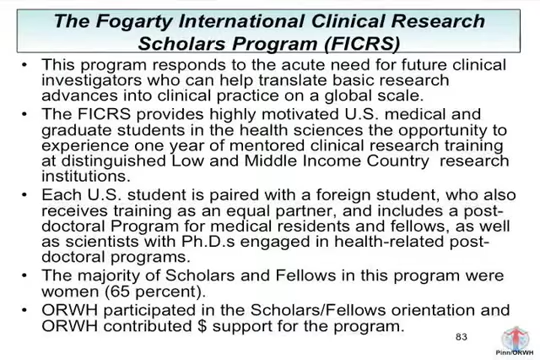 The Fogarty International Clinical Research
Scholars Program (FICRS)
• This program responds to the acute need for future clinical
investigators who can help translate basic research
advances into clinical practice on a global scale.
• The FICRS provides highly motivated U.S. medical and
graduate students in the health sciences the opportunity to
experience one year of mentored clinical research training
at distinguished Low and Middle Income Country research
institutions.
• Each U.S. student is paired with a foreign student, who also
receives training as an equal partner, and includes a post-
doctoral Program for medical residents and fellows, as well
as scientists with Ph.D.s engaged in health-related post-
doctoral programs.
• The majority of Scholars and Fellows in this program were
women (65 percent).
• ORWH participated in the Scholars/Fellows orientation and
ORWH contributed $ support for the program.
83
Pinn/ORWH